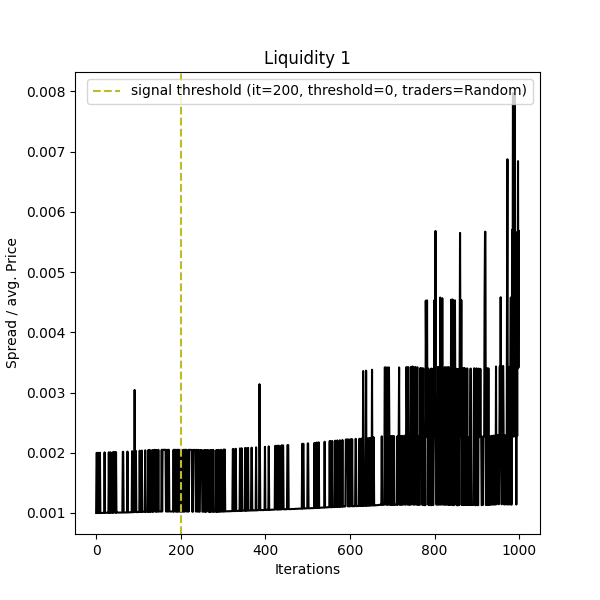 Liquidity 1
signal threshold (it=200, threshold=0, traders=Random)
0.008
0.007
0.006
0.005
0.004
0.003
0.002
0.001
Spread / avg. Price
0 200 400 600 800 1000
Iterations